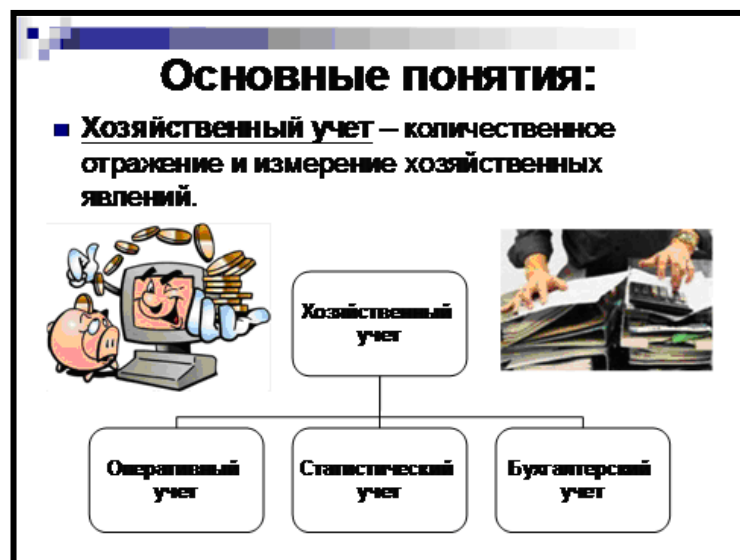 Основные понятия:
Хозяйственный учет – количественное
отражение и измерение хозяйственных
явлений.
Хозяйственный
учет
Оперативный
учет
Статистический
учет
Бухгалтерский
учет